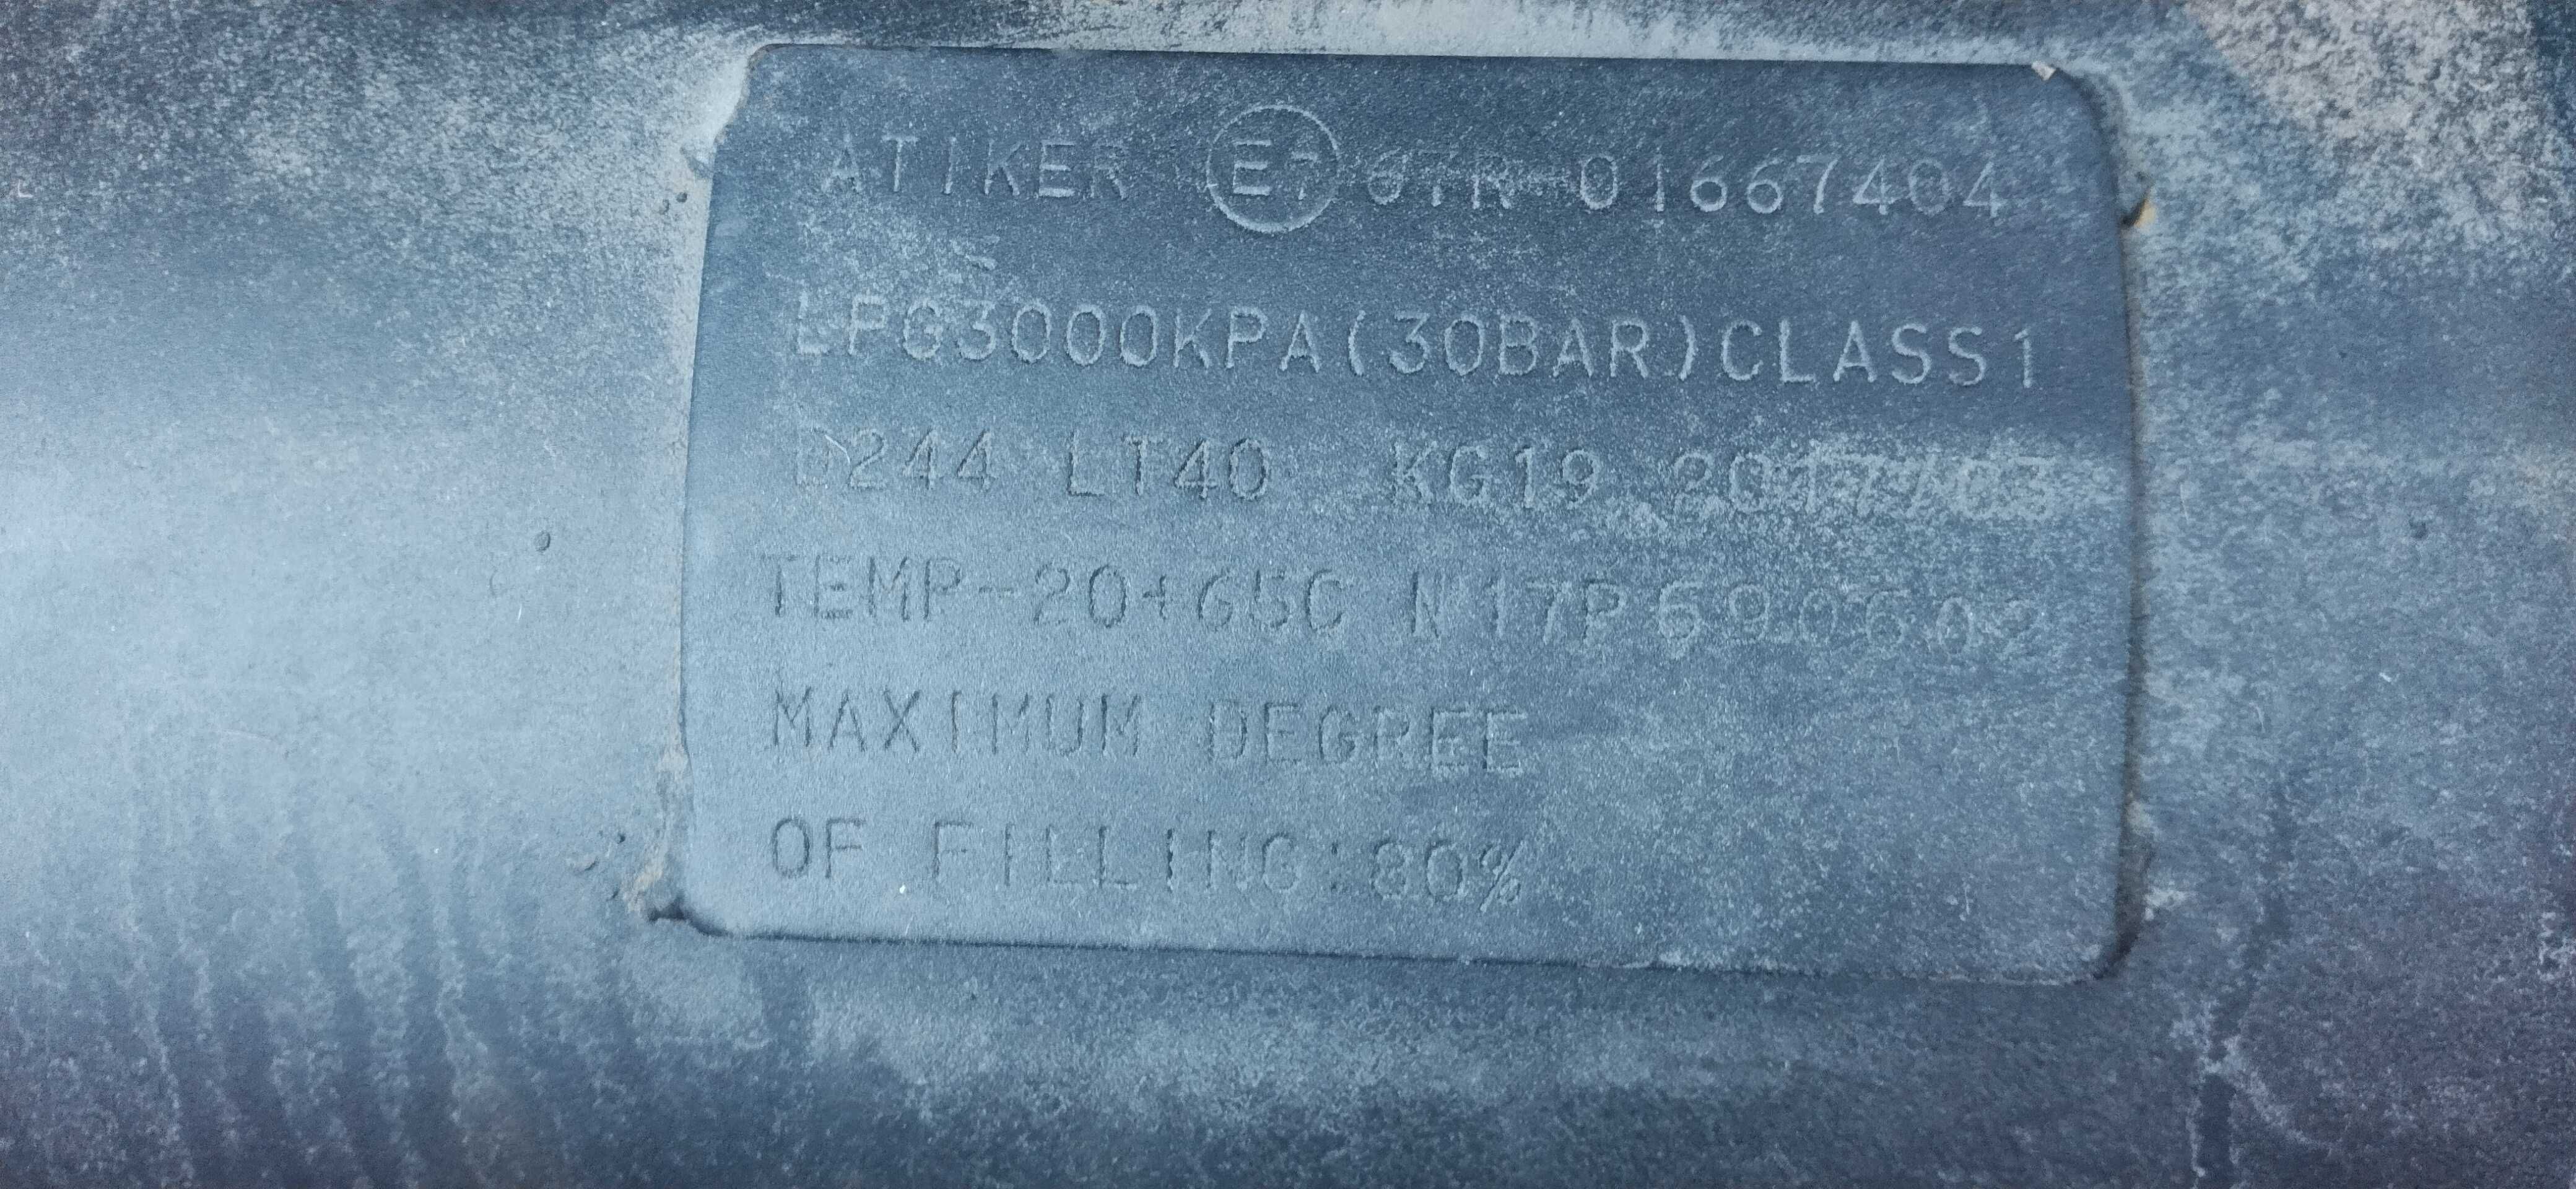 ATIKER E7 67R-01667404
LPG3000KPA(30BAR)CLASS1
D244 LT40 KG19 2017/03
TEMP-20+65C N17P690602
MAXIMUM DEGREE
OF FILLING:80%